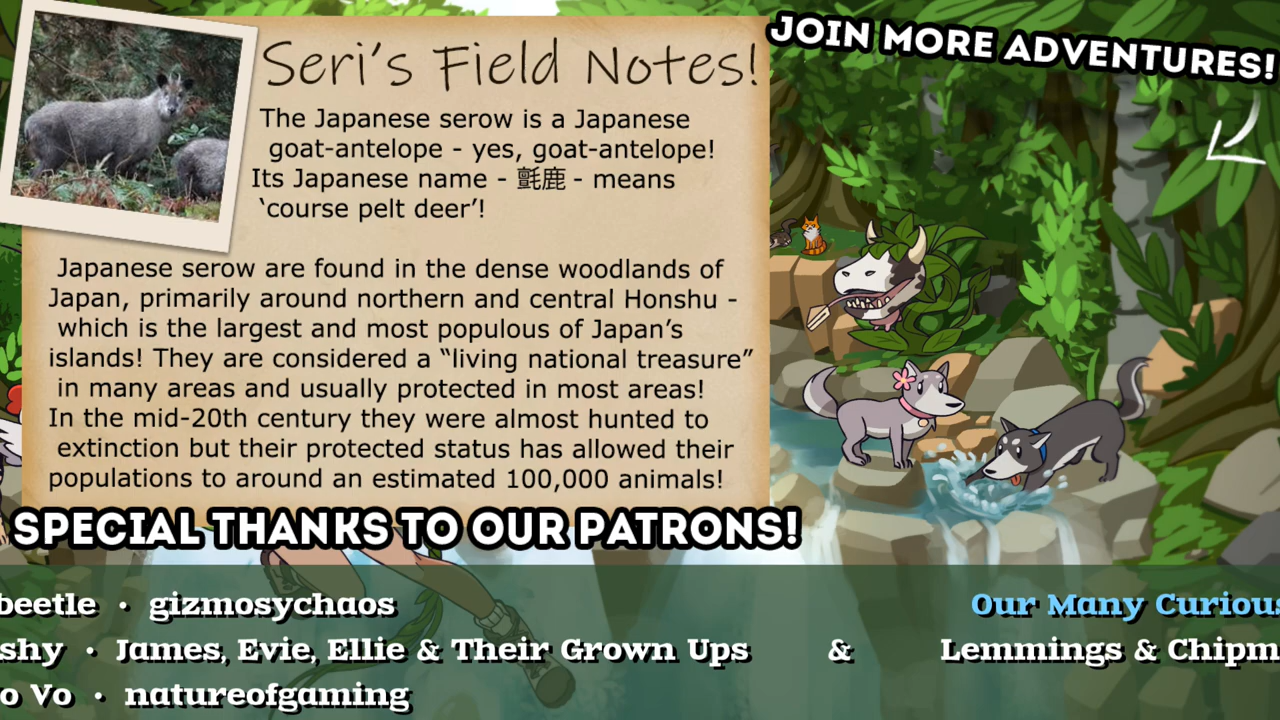 Seri's Field Notes!
JOIN MORE ADVENTURES!
The Japanese serow is a Japanese
goat-antelope - yes, goat-antelope!
Its Japanese name - 氈鹿 - means
'course pelt deer'!
Japanese serow are found in the dense woodlands of
Japan, primarily around northern and central Honshu -
which is the largest and most populous of Japan's
islands! They are considered a “living national treasure”
in many areas and usually protected in most areas!
In the mid-20th century they were almost hunted to
extinction but their protected status has allowed their
populations to around an estimated 100,000 animals!
SPECIAL THANKS TO OUR PATRONS!
beetle • gizmosychaos Our Many Curious
shy • James, Evie, Ellie & Their Grown Ups & Lemmings & Chipm
o Vo • natureofgaming